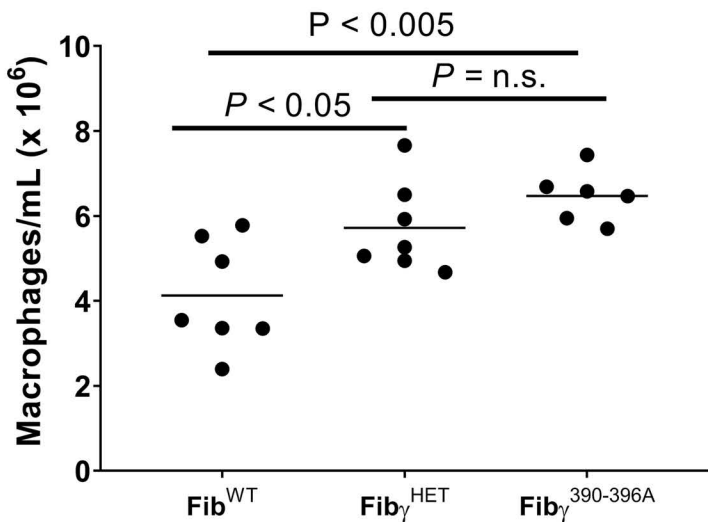 P < 0.005
P = n.s.
P < 0.05
Macrophages/mL (x 10⁶)
10
8
6
4
2
0
Fib^WT Fibγ^HET Fibγ^390-396A